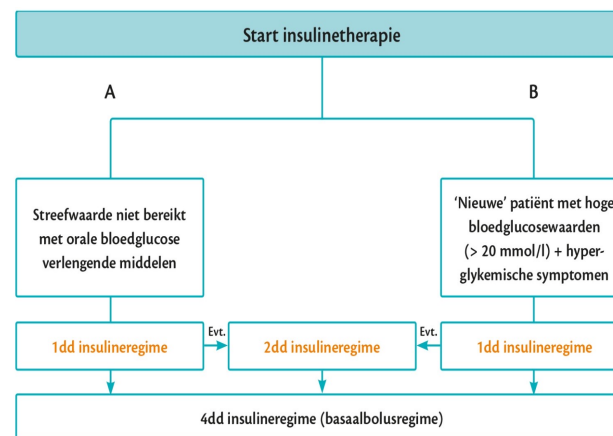 Start insulinetherapie
A
B
Streefwaarde niet bereikt
met orale bloedglucose
verlengende middelen
'Nieuwe' patiënt met hoge
bloedglucosewaarden
(> 20 mmol/l) + hyper-
glykemische symptomen
1dd insulineregime
Evt.
2dd insulineregime
Evt.
1dd insulineregime
4dd insulineregime (basaalbolusregime)